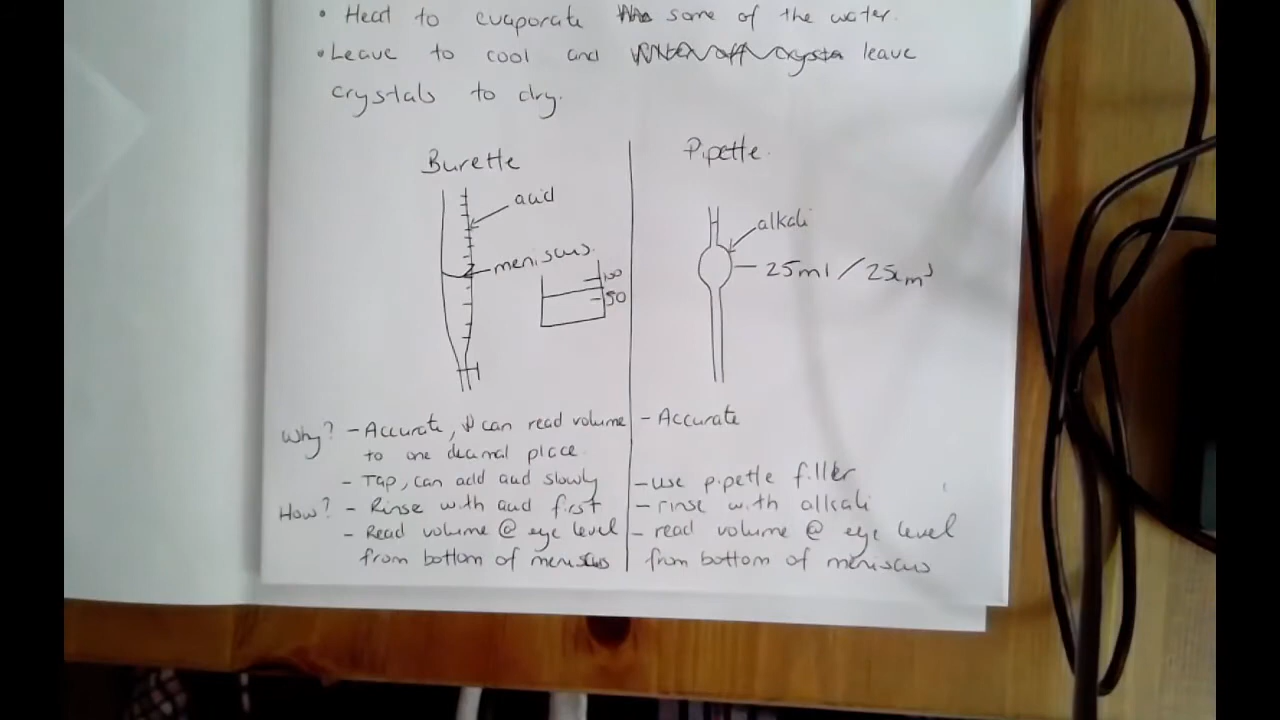 • Heat to evaporate some of the water.
• Leave to cool and leave
crystals to dry.
Burette
acid
meniscus
100
50
Why? - Accurate, can read volume
to one decimal place
- Tap, can add acid slowly
How? - Rinse with acid first
- Read volume @ eye level
from bottom of meniscus
Pipette.
alkali
25ml / 25cm³
- Accurate
- use pipette filler
- rinse with alkali
- read volume @ eye level
from bottom of meniscus